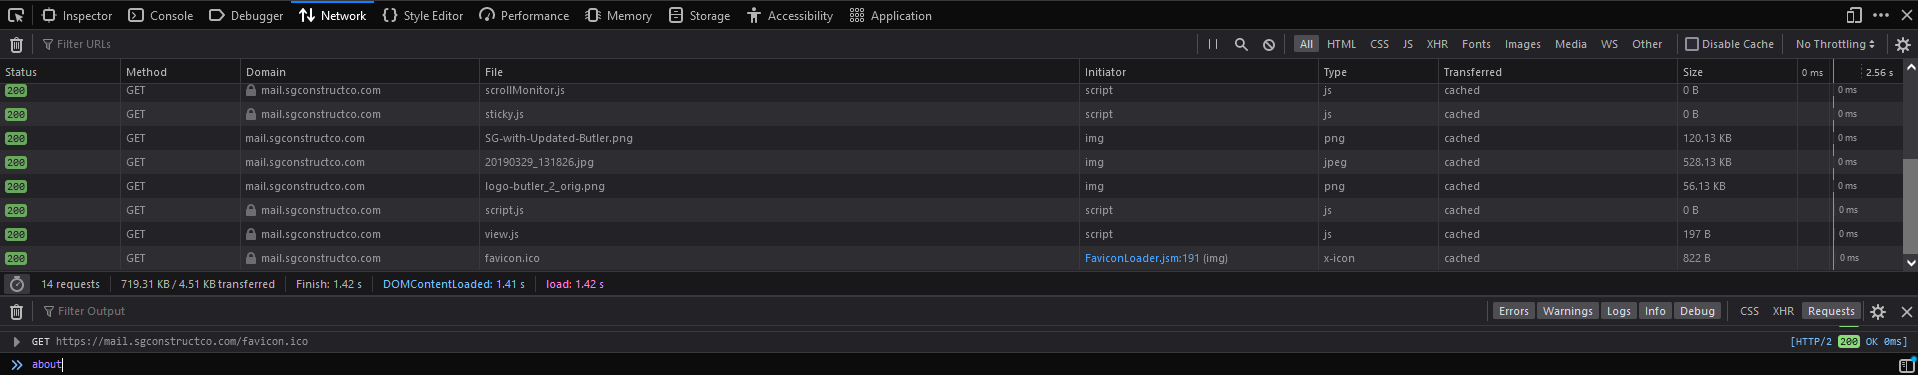 Inspector Console Debugger Network Style Editor Performance Memory Storage Accessibility Application
Filter URLs All HTML CSS JS XHR Fonts Images Media WS Other Disable Cache No Throttling
Status Method Domain File Initiator Type Transferred Size 0 ms 2.56 s
200 GET mail.sgconstructco.com scrollMonitor.js script js cached 0 B 0 ms
200 GET mail.sgconstructco.com sticky.js script js cached 0 B 0 ms
200 GET mail.sgconstructco.com SG-with-Updated-Butler.png img png cached 120.13 KB 0 ms
200 GET mail.sgconstructco.com 20190329_131826.jpg img jpeg cached 528.13 KB 0 ms
200 GET mail.sgconstructco.com logo-butler_2_orig.png img png cached 56.13 KB 0 ms
200 GET mail.sgconstructco.com script.js script js cached 0 B 0 ms
200 GET mail.sgconstructco.com view.js script js cached 197 B 0 ms
200 GET mail.sgconstructco.com favicon.ico FaviconLoader.jsm:191 (img) x-icon cached 822 B 0 ms
14 requests 719.31 KB / 4.51 KB transferred Finish: 1.42 s DOMContentLoaded: 1.41 s load: 1.42 s
Filter Output Errors Warnings Logs Info Debug CSS XHR Requests
GET https://mail.sgconstructco.com/favicon.ico [HTTP/2 200 OK 0ms]
about